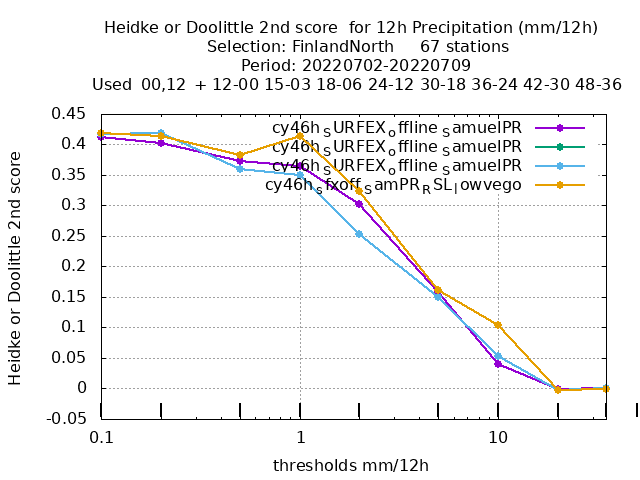 Heidke or Doolittle 2nd score for 12h Precipitation (mm/12h)
Selection: FinlandNorth 67 stations
Period: 20220702-20220709
Used 00,12 + 12-00 15-03 18-06 24-12 30-18 36-24 42-30 48-36
0.45
0.4
0.35
0.3
0.25
0.2
0.15
0.1
0.05
0
-0.05
Heidke or Doolittle 2nd score
cy46h_SURFEX_offline_SamuelPR
cy46h_SURFEX_offline_SamuelPR
cy46h_SURFEX_offline_SamuelPR
cy46h_sfxoff_SamPR_RSL_lowvego
0.1
1
10
thresholds mm/12h